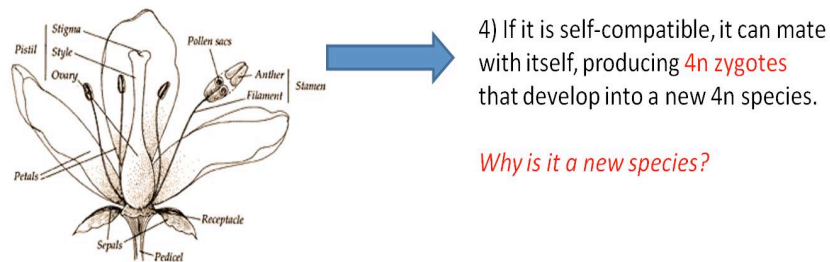 Stigma
Pistil
Style
Ovary
Pollen sacs
Anther
Stamen
Filament
Petals
Receptacle
Sepals
Pedicel
4) If it is self-compatible, it can mate
with itself, producing 4n zygotes
that develop into a new 4n species.
Why is it a new species?